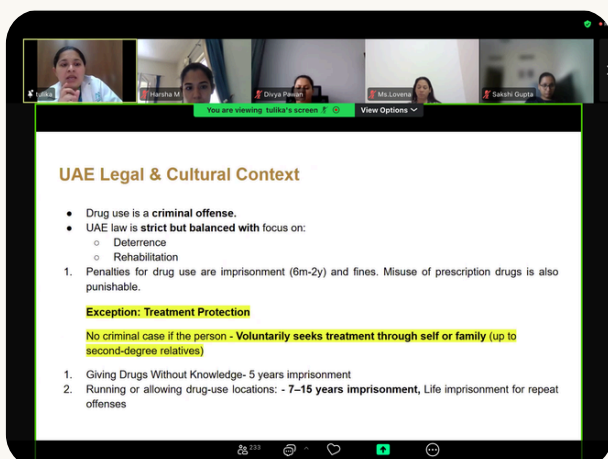 tulika
Harsha M
Divya Pawan
Ms.Lovena
Sakshi Gupta
You are viewing tulika's screen
View Options
UAE Legal & Cultural Context
● Drug use is a criminal offense.
● UAE law is strict but balanced with focus on:
○ Deterrence
○ Rehabilitation
1. Penalties for drug use are imprisonment (6m-2y) and fines. Misuse of prescription drugs is also
punishable.
Exception: Treatment Protection
No criminal case if the person - Voluntarily seeks treatment through self or family (up to
second-degree relatives)
1. Giving Drugs Without Knowledge- 5 years imprisonment
2. Running or allowing drug-use locations: - 7–15 years imprisonment, Life imprisonment for repeat
offenses
233